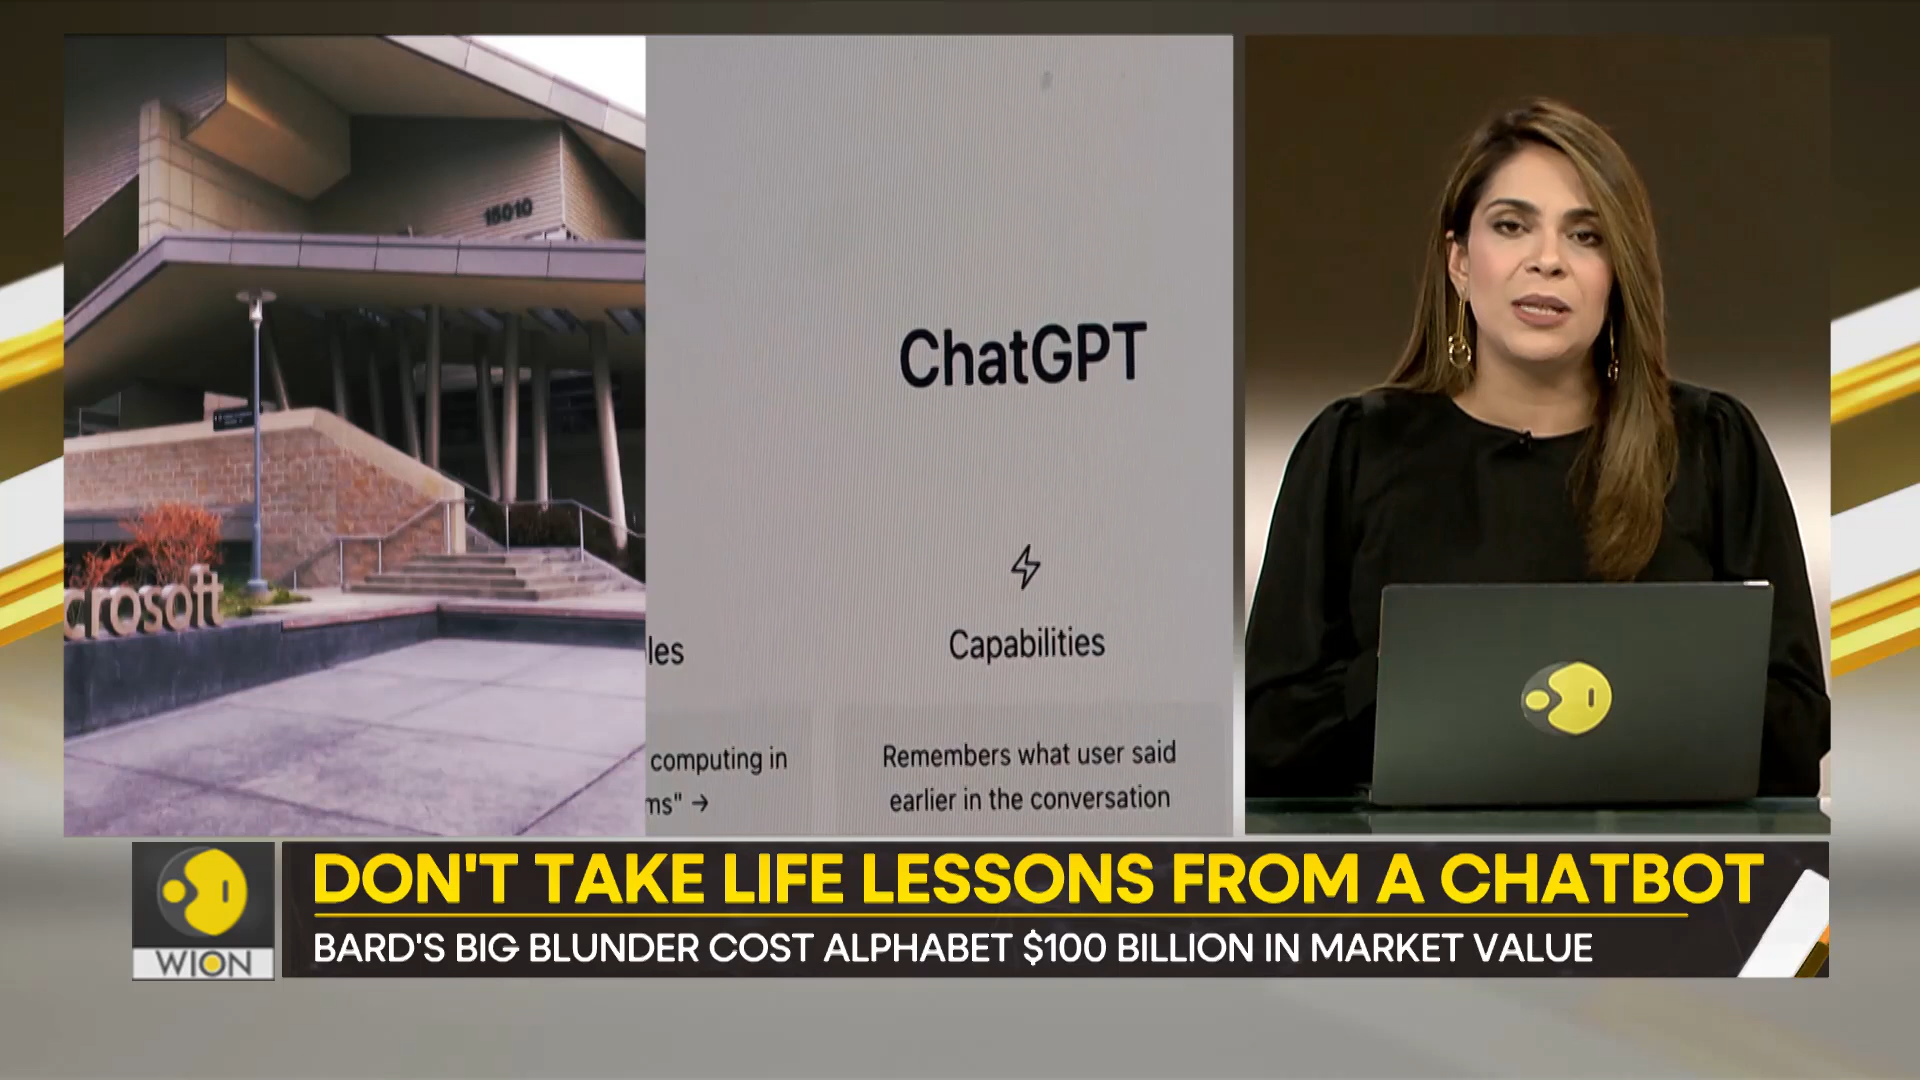 15010
crosoft
ChatGPT
les
Capabilities
computing in
ms" →
Remembers what user said
earlier in the conversation
DON'T TAKE LIFE LESSONS FROM A CHATBOT
BARD'S BIG BLUNDER COST ALPHABET $100 BILLION IN MARKET VALUE
WION